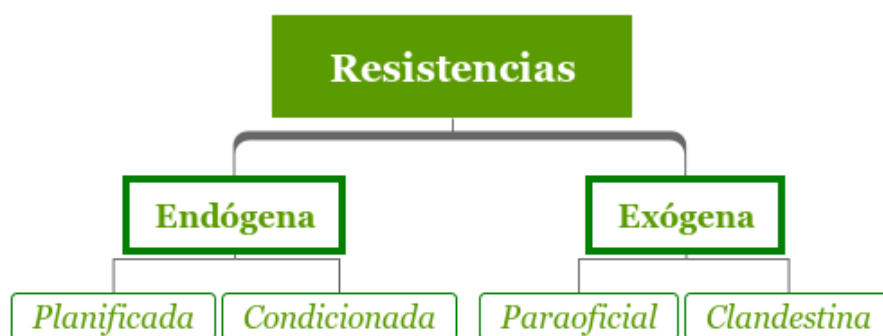 Resistencias
Endógena
Exógena
Planificada
Condicionada
Paraoficial
Clandestina